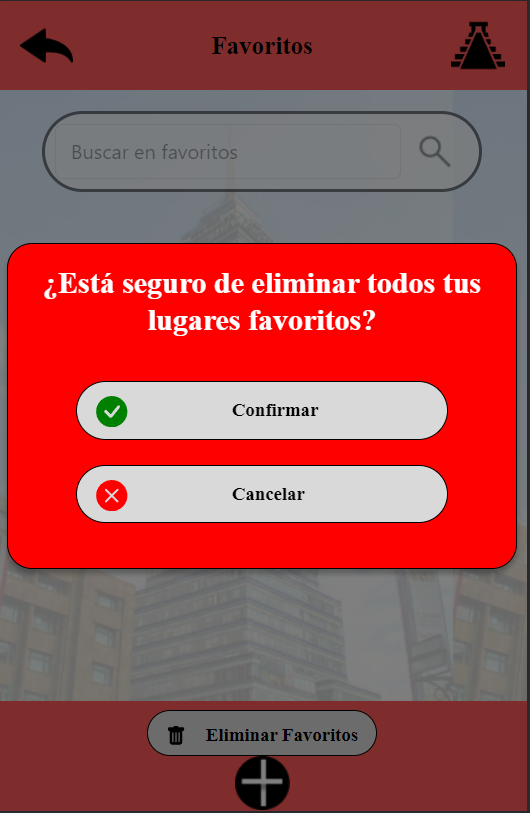 Favoritos
Buscar en favoritos
¿Está seguro de eliminar todos tus
lugares favoritos?
Confirmar
Cancelar
Eliminar Favoritos